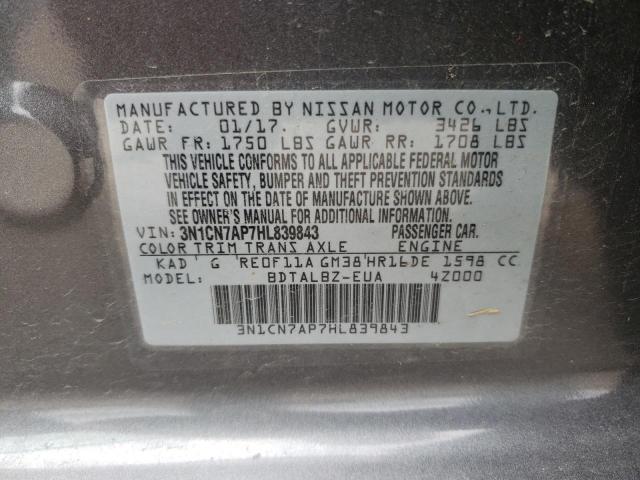 MANUFACTURED BY NISSAN MOTOR CO., LTD.
DATE: 01/17. GVWR: 3426 LBS
GAWR FR: 1750 LBS GAWR RR: 1708 LBS
THIS VEHICLE CONFORMS TO ALL APPLICABLE FEDERAL MOTOR
VEHICLE SAFETY, BUMPER AND THEFT PREVENTION STANDARDS
IN EFFECT ON THE DATE OF MANUFACTURE SHOWN ABOVE.
SEE OWNER'S MANUAL FOR ADDITIONAL INFORMATION.
VIN: 3N1CN7AP7HL839843 PASSENGER CAR.
COLOR TRIM TRANS AXLE ENGINE
KAD G RE0F11A GM38 HR16DE 1598 CC
MODEL: BDTALBZ-EUA 4Z000
3N1CN7AP7HL839843